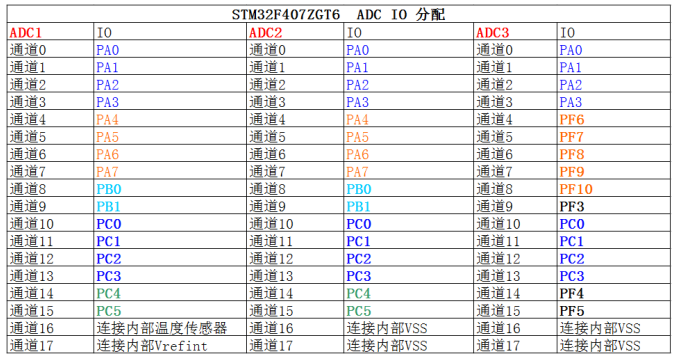 STM32F407ZGT6 ADC IO 分配
ADC1 IO ADC2 IO ADC3 IO
通道0 PA0 通道0 PA0 通道0 PA0
通道1 PA1 通道1 PA1 通道1 PA1
通道2 PA2 通道2 PA2 通道2 PA2
通道3 PA3 通道3 PA3 通道3 PA3
通道4 PA4 通道4 PA4 通道4 PF6
通道5 PA5 通道5 PA5 通道5 PF7
通道6 PA6 通道6 PA6 通道6 PF8
通道7 PA7 通道7 PA7 通道7 PF9
通道8 PB0 通道8 PB0 通道8 PF10
通道9 PB1 通道9 PB1 通道9 PF3
通道10 PC0 通道10 PC0 通道10 PC0
通道11 PC1 通道11 PC1 通道11 PC1
通道12 PC2 通道12 PC2 通道12 PC2
通道13 PC3 通道13 PC3 通道13 PC3
通道14 PC4 通道14 PC4 通道14 PF4
通道15 PC5 通道15 PC5 通道15 PF5
通道16 连接内部温度传感器 通道16 连接内部VSS 通道16 连接内部VSS
通道17 连接内部Vrefint 通道17 连接内部VSS 通道17 连接内部VSS